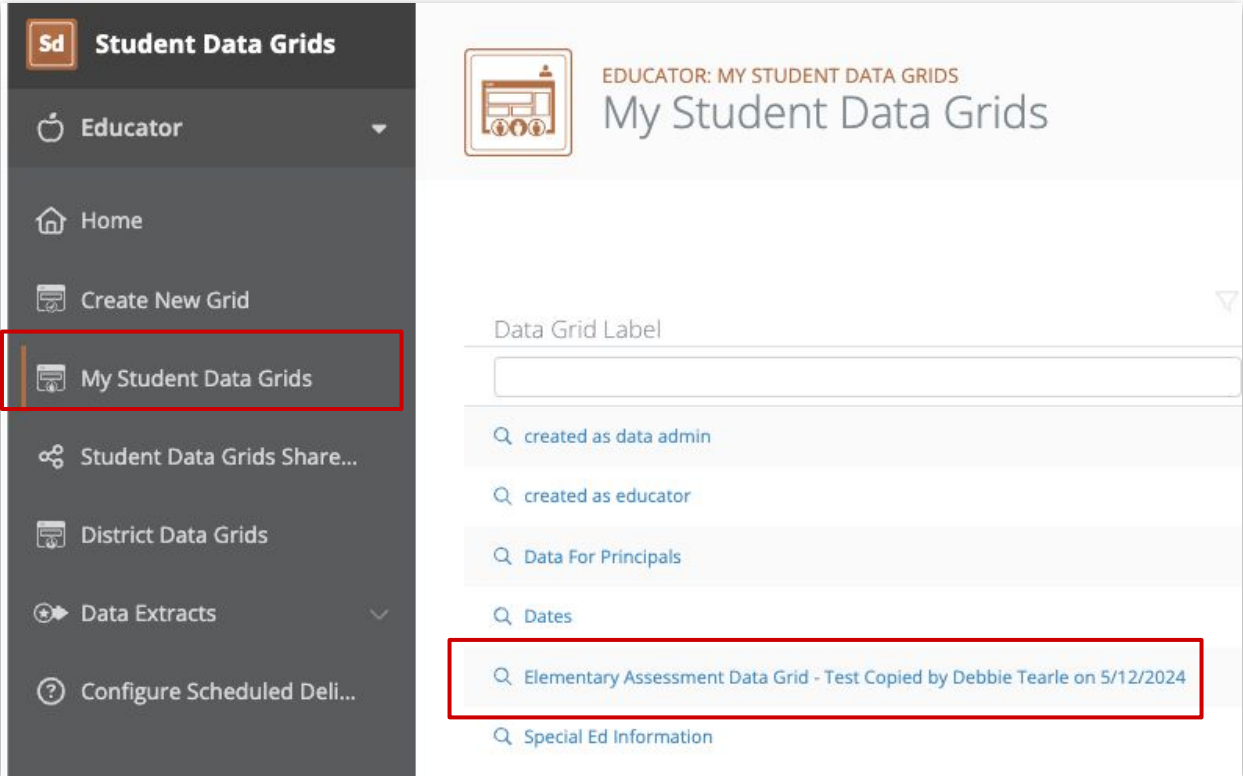 Sd
Student Data Grids
Educator
Home
Create New Grid
My Student Data Grids
Student Data Grids Share...
District Data Grids
Data Extracts
Configure Scheduled Deli...
EDUCATOR: MY STUDENT DATA GRIDS
My Student Data Grids
Data Grid Label
created as data admin
created as educator
Data For Principals
Dates
Elementary Assessment Data Grid - Test Copied by Debbie Tearle on 5/12/2024
Special Ed Information